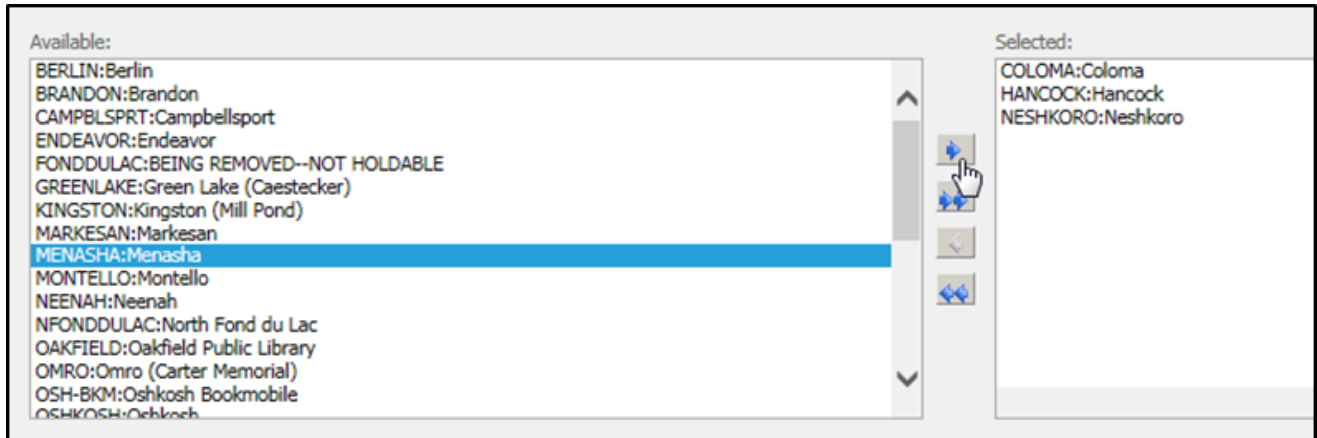 Available:
BERLIN:Berlin
BRANDON:Brandon
CAMPBLSPRT:Campbellsport
ENDEAVOR:Endeavor
FONDDULAC:BEING REMOVED--NOT HOLDABLE
GREENLAKE:Green Lake (Caestecker)
KINGSTON:Kingston (Mill Pond)
MARKESAN:Markesan
MENASHA:Menasha
MONTELLO:Montello
NEENAH:Neenah
NFONDDULAC:North Fond du Lac
OAKFIELD:Oakfield Public Library
OMRO:Omro (Carter Memorial)
OSH-BKM:Oshkosh Bookmobile
OSHKOSH:Oshkosh
Selected:
COLOMA:Coloma
HANCOCK:Hancock
NESHKORO:Neshkoro